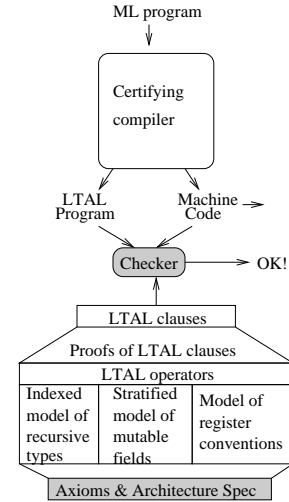 ML program
Certifying
compiler
LTAL
Program
Machine
Code
Checker
OK!
LTAL clauses
Proofs of LTAL clauses
LTAL operators
Indexed
model of
recursive
types
Stratified
model of
mutable
fields
Model of
register
conventions
Axioms & Architecture Spec